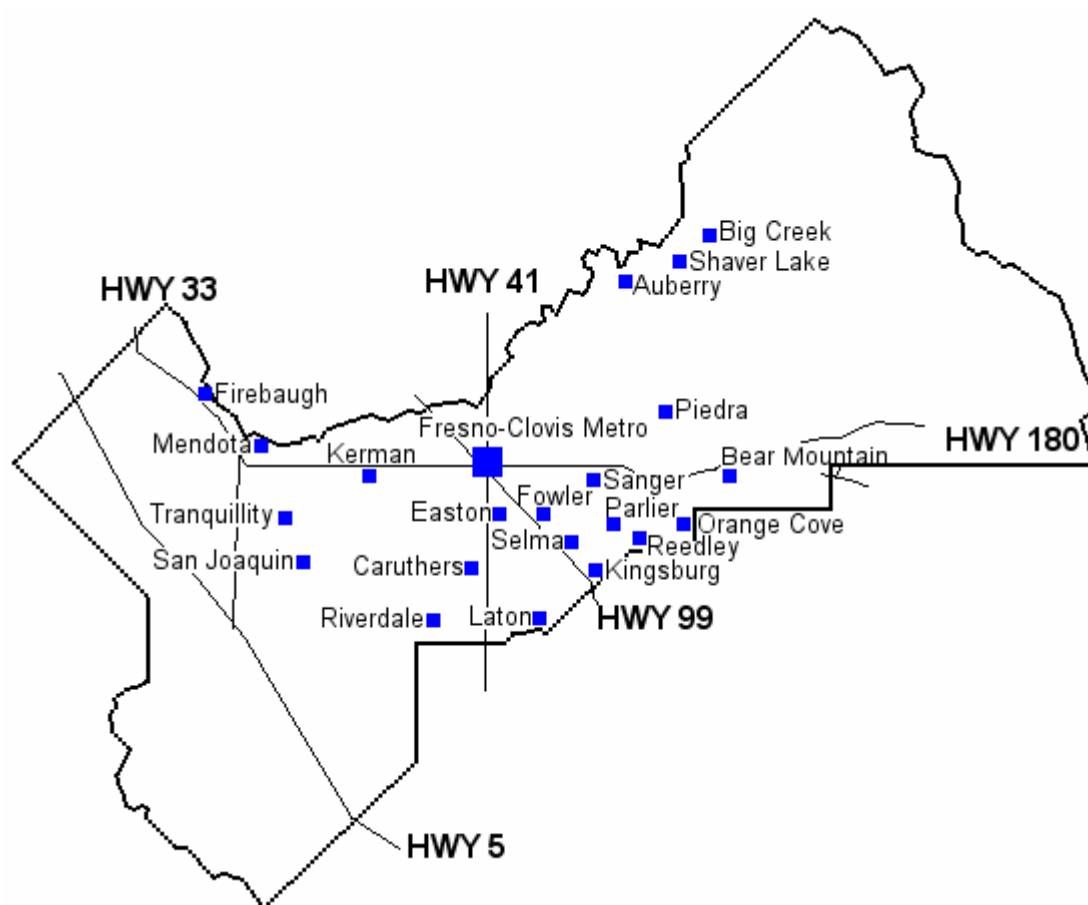 Big Creek
Shaver Lake
Auberry
HWY 33
HWY 41
Firebaugh
Piedra
Fresno-Clovis Metro
Mendota
HWY 180
Kerman
Bear Mountain
Sanger
Fowler
Tranquillity
Easton
Parlier
Orange Cove
Selma
Reedley
San Joaquin
Caruthers
Kingsburg
Riverdale
Laton
HWY 99
HWY 5